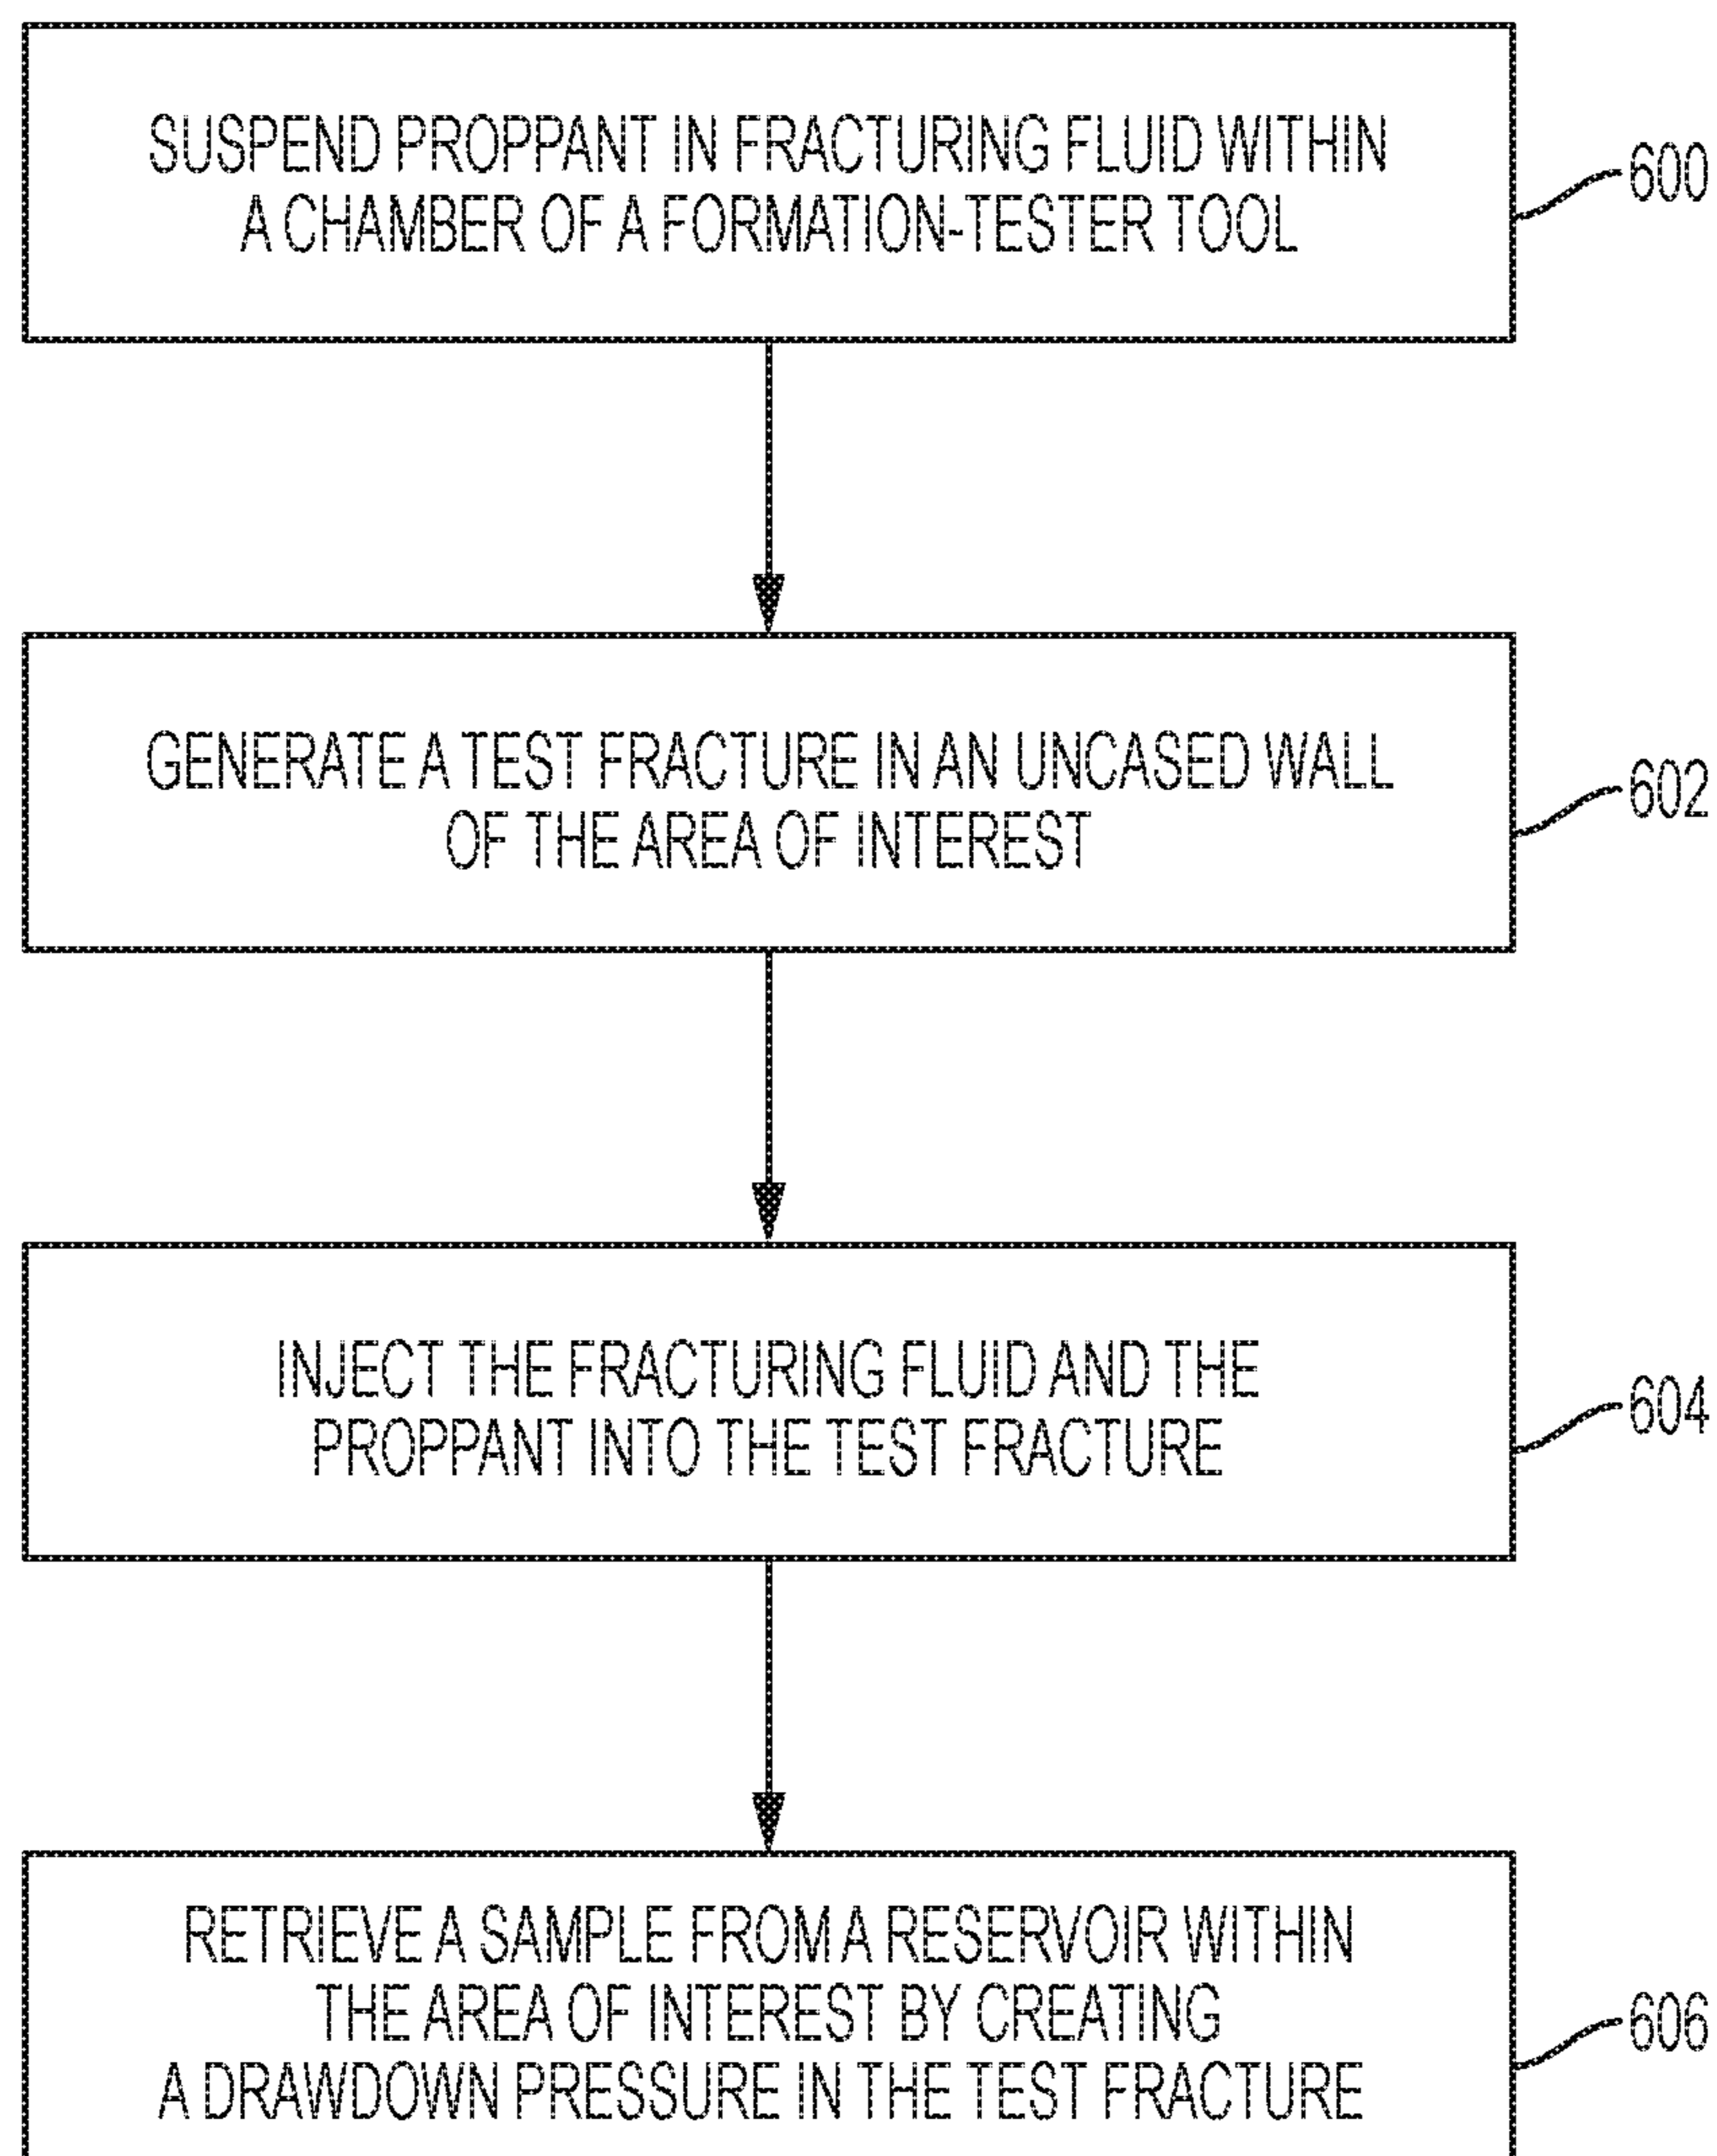 SUSPEND PROPPANT IN FRACTURING FLUID WITHIN
A CHAMBER OF A FORMATION-TESTER TOOL
600
GENERATE A TEST FRACTURE IN AN UNCASED WALL
OF THE AREA OF INTEREST
602
INJECT THE FRACTURING FLUID AND THE
PROPPANT INTO THE TEST FRACTURE
604
RETRIEVE A SAMPLE FROM A RESERVOIR WITHIN
THE AREA OF INTEREST BY CREATING
A DRAWDOWN PRESSURE IN THE TEST FRACTURE
606